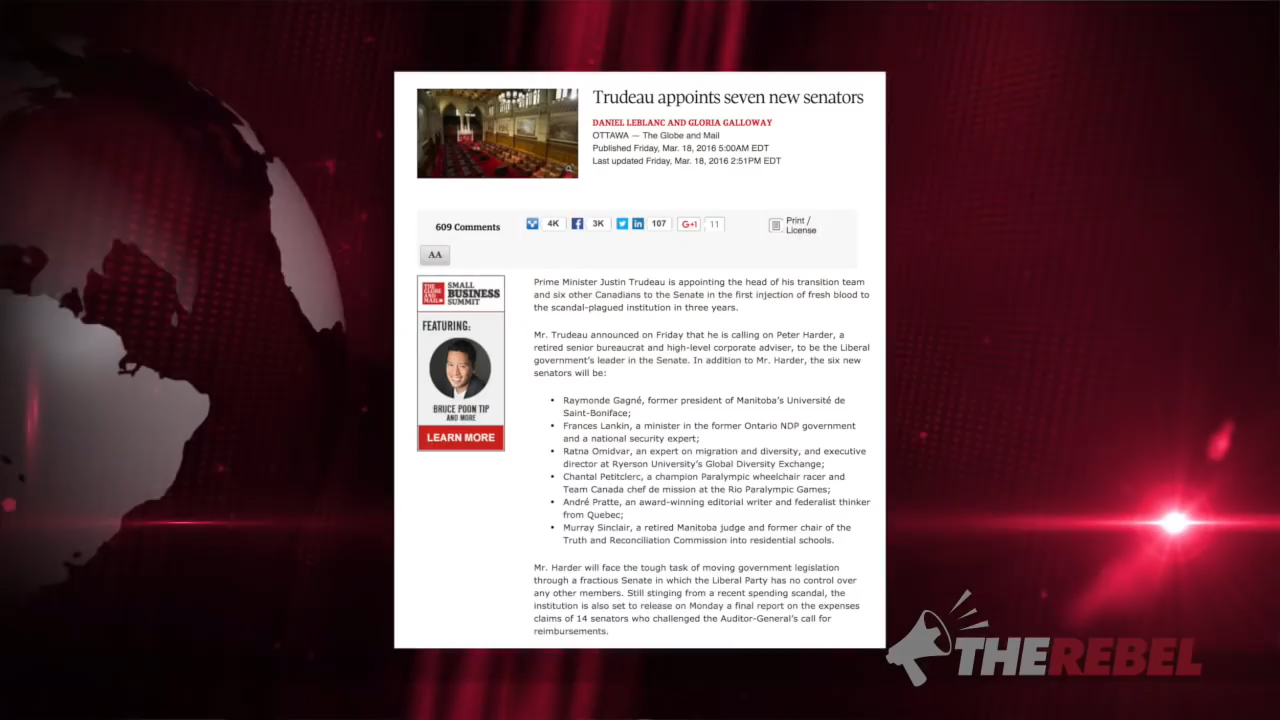 Trudeau appoints seven new senators
DANIEL LEBLANC AND GLORIA GALLOWAY
OTTAWA — The Globe and Mail
Published Friday, Mar. 18, 2016 5:00AM EDT
Last updated Friday, Mar. 18, 2016 2:51PM EDT
609 Comments
4K
3K
107
G+1
11
Print /
License
AA
THE GLOBE AND MAIL
SMALL
BUSINESS
SUMMIT
FEATURING:
BRUCE POON TIP
AND MORE
LEARN MORE
Prime Minister Justin Trudeau is appointing the head of his transition team
and six other Canadians to the Senate in the first injection of fresh blood to
the scandal-plagued institution in three years.
Mr. Trudeau announced on Friday that he is calling on Peter Harder, a
retired senior bureaucrat and high-level corporate adviser, to be the Liberal
government's leader in the Senate. In addition to Mr. Harder, the six new
senators will be:
• Raymonde Gagné, former president of Manitoba's Université de
Saint-Boniface;
• Frances Lankin, a minister in the former Ontario NDP government
and a national security expert;
• Ratna Omidvar, an expert on migration and diversity, and executive
director at Ryerson University's Global Diversity Exchange;
• Chantal Petitclerc, a champion Paralympic wheelchair racer and
Team Canada chef de mission at the Rio Paralympic Games;
• André Pratte, an award-winning editorial writer and federalist thinker
from Quebec;
• Murray Sinclair, a retired Manitoba judge and former chair of the
Truth and Reconciliation Commission into residential schools.
Mr. Harder will face the tough task of moving government legislation
through a fractious Senate in which the Liberal Party has no control over
any other members. Still stinging from a recent spending scandal, the
institution is also set to release on Monday a final report on the expenses
claims of 14 senators who challenged the Auditor-General's call for
reimbursements.
THEREBEL